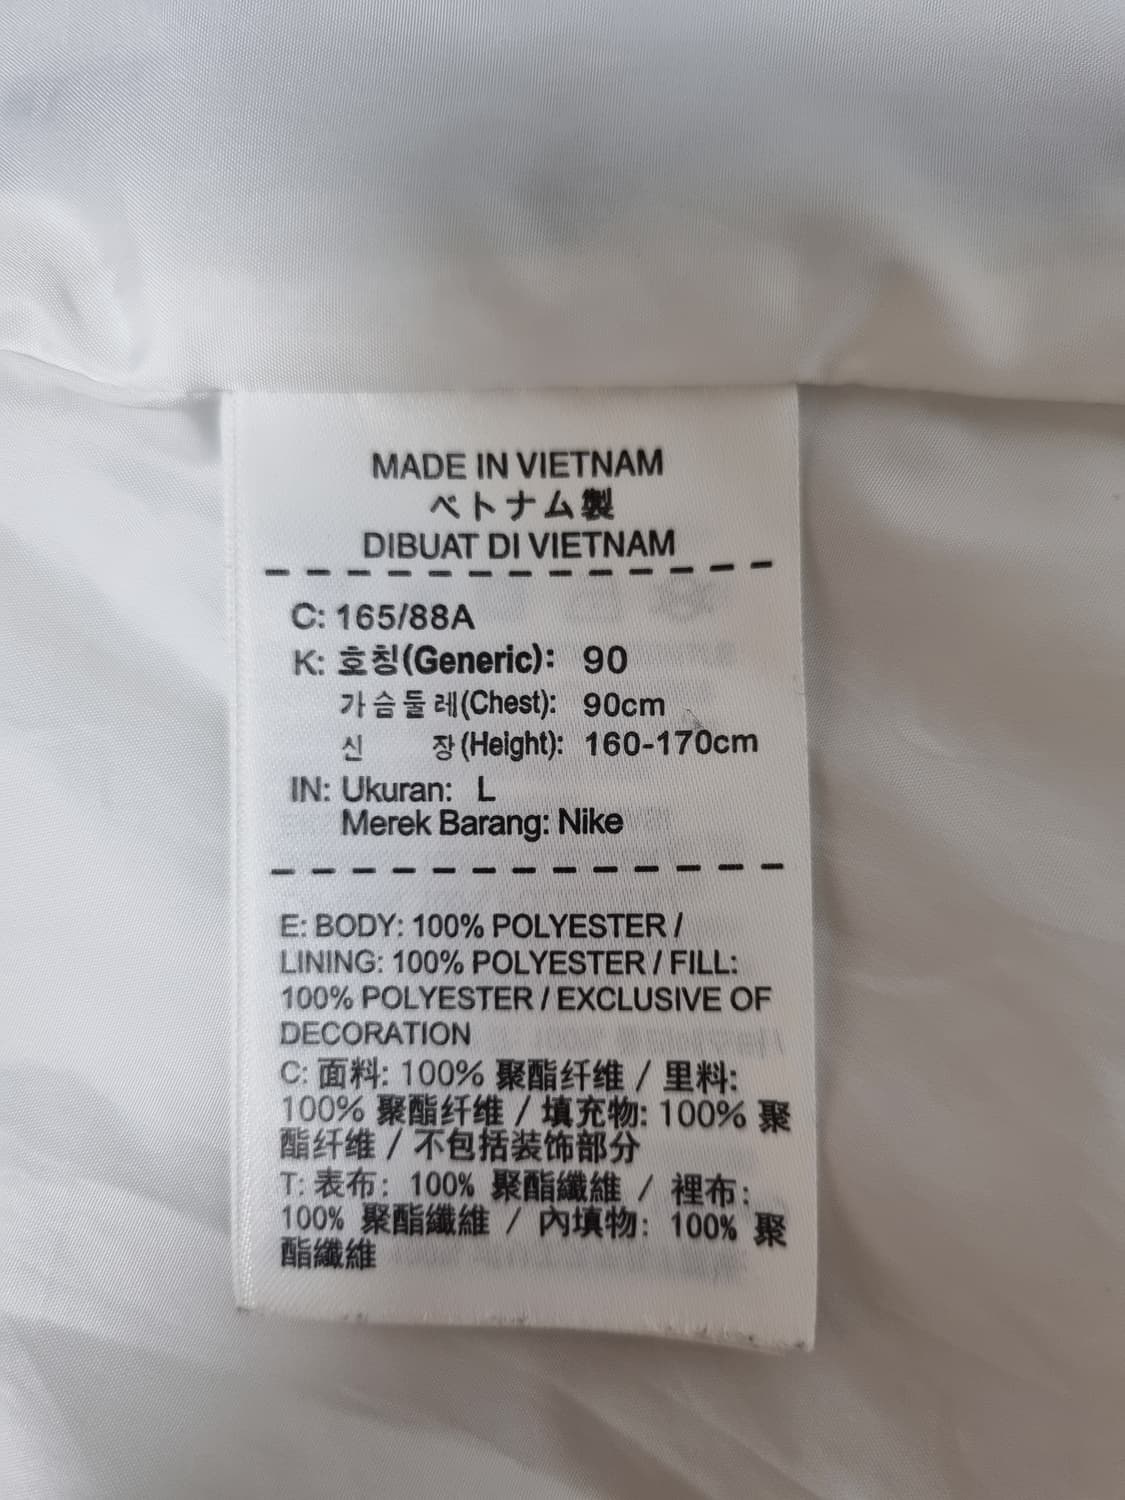 MADE IN VIETNAM
ベトナム製
DIBUAT DI VIETNAM
C: 165/88A
K: 호칭(Generic): 90
가슴둘레(Chest): 90cm
신 장(Height): 160-170cm
IN: Ukuran: L
Merek Barang: Nike
E: BODY: 100% POLYESTER /
LINING: 100% POLYESTER / FILL:
100% POLYESTER / EXCLUSIVE OF
DECORATION
C: 面料: 100% 聚酯纤维 / 里料:
100% 聚酯纤维 / 填充物: 100% 聚
酯纤维 / 不包括装饰部分
T: 表布: 100% 聚酯纖維 / 裡布:
100% 聚酯纖維 / 內填物: 100% 聚
酯纖維